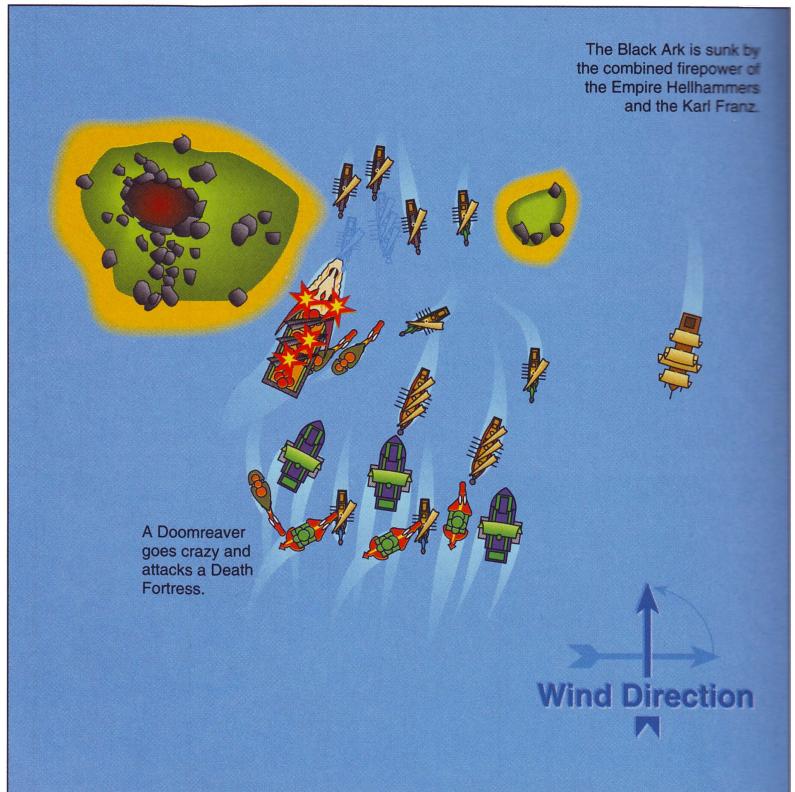 The Black Ark is sunk by
the combined firepower of
the Empire Hellhammers
and the Karl Franz.
A Doomreaver
goes crazy and
attacks a Death
Fortress.
Wind Direction